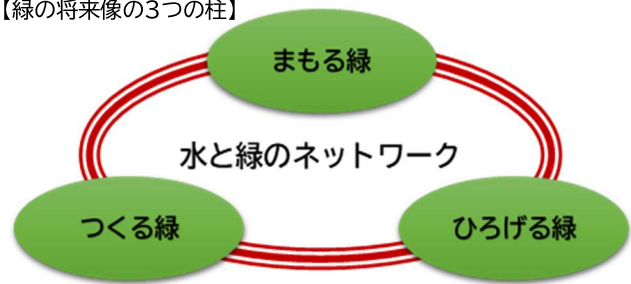 【緑の将来像の3つの柱】
まもる緑
水と緑のネットワーク
つくる緑
ひろげる緑